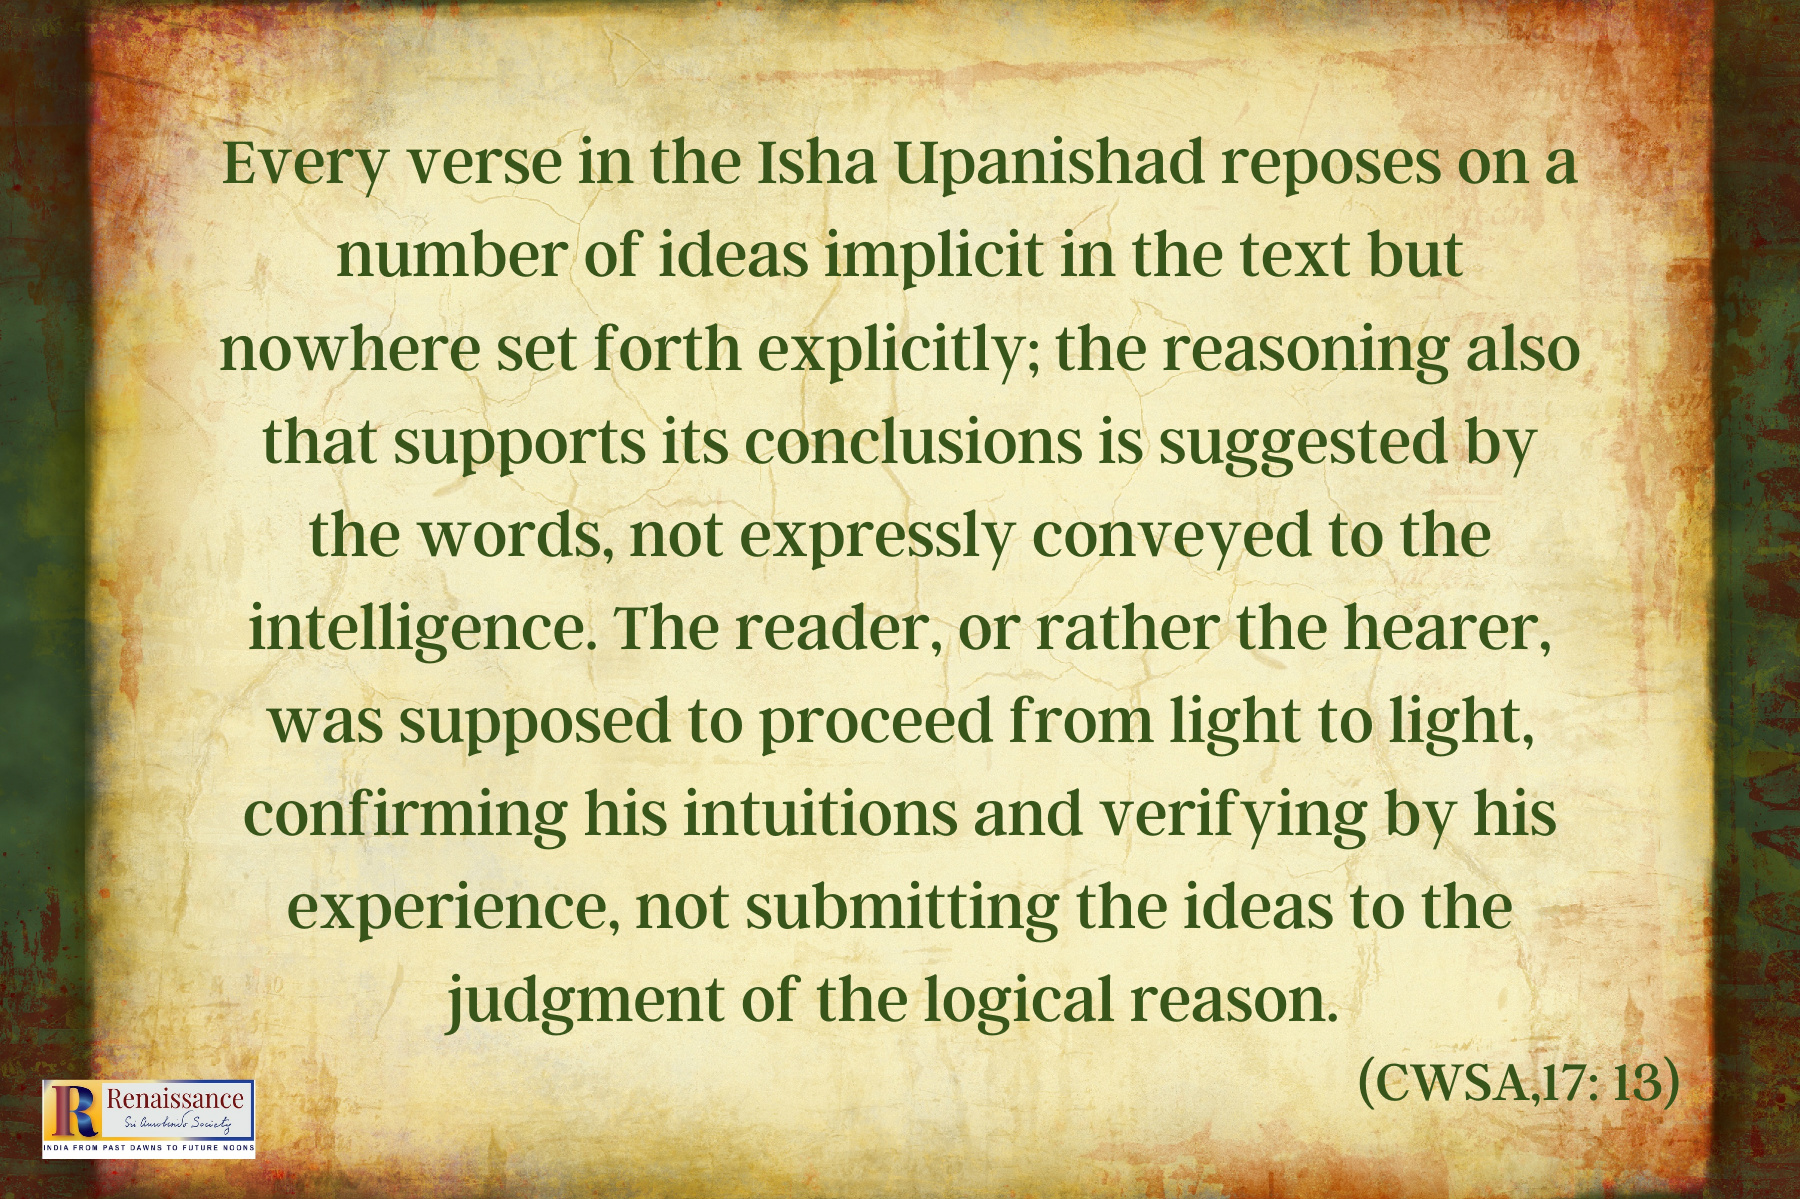 Every verse in the Isha Upanishad reposes on a
number of ideas implicit in the text but
nowhere set forth explicitly; the reasoning also
that supports its conclusions is suggested by
the words, not expressly conveyed to the
intelligence. The reader, or rather the hearer,
was supposed to proceed from light to light,
confirming his intuitions and verifying by his
experience, not submitting the ideas to the
judgment of the logical reason.
(CWSA,17: 13)
R
Renaissance
Sri Aurobindo Society
INDIA FROM PAST DAWNS TO FUTURE NOONS